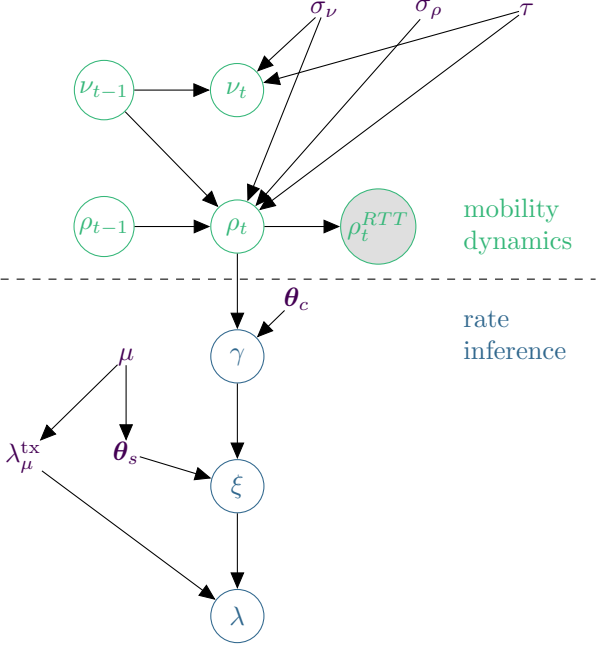 σ_ν σ_ρ τ
ν_{t−1} ν_t
ρ_{t−1} ρ_t ρ_t^{RTT}
mobility
dynamics
θ_c
rate
inference
γ
μ
λ_μ^{tx} θ_s
ξ
λ